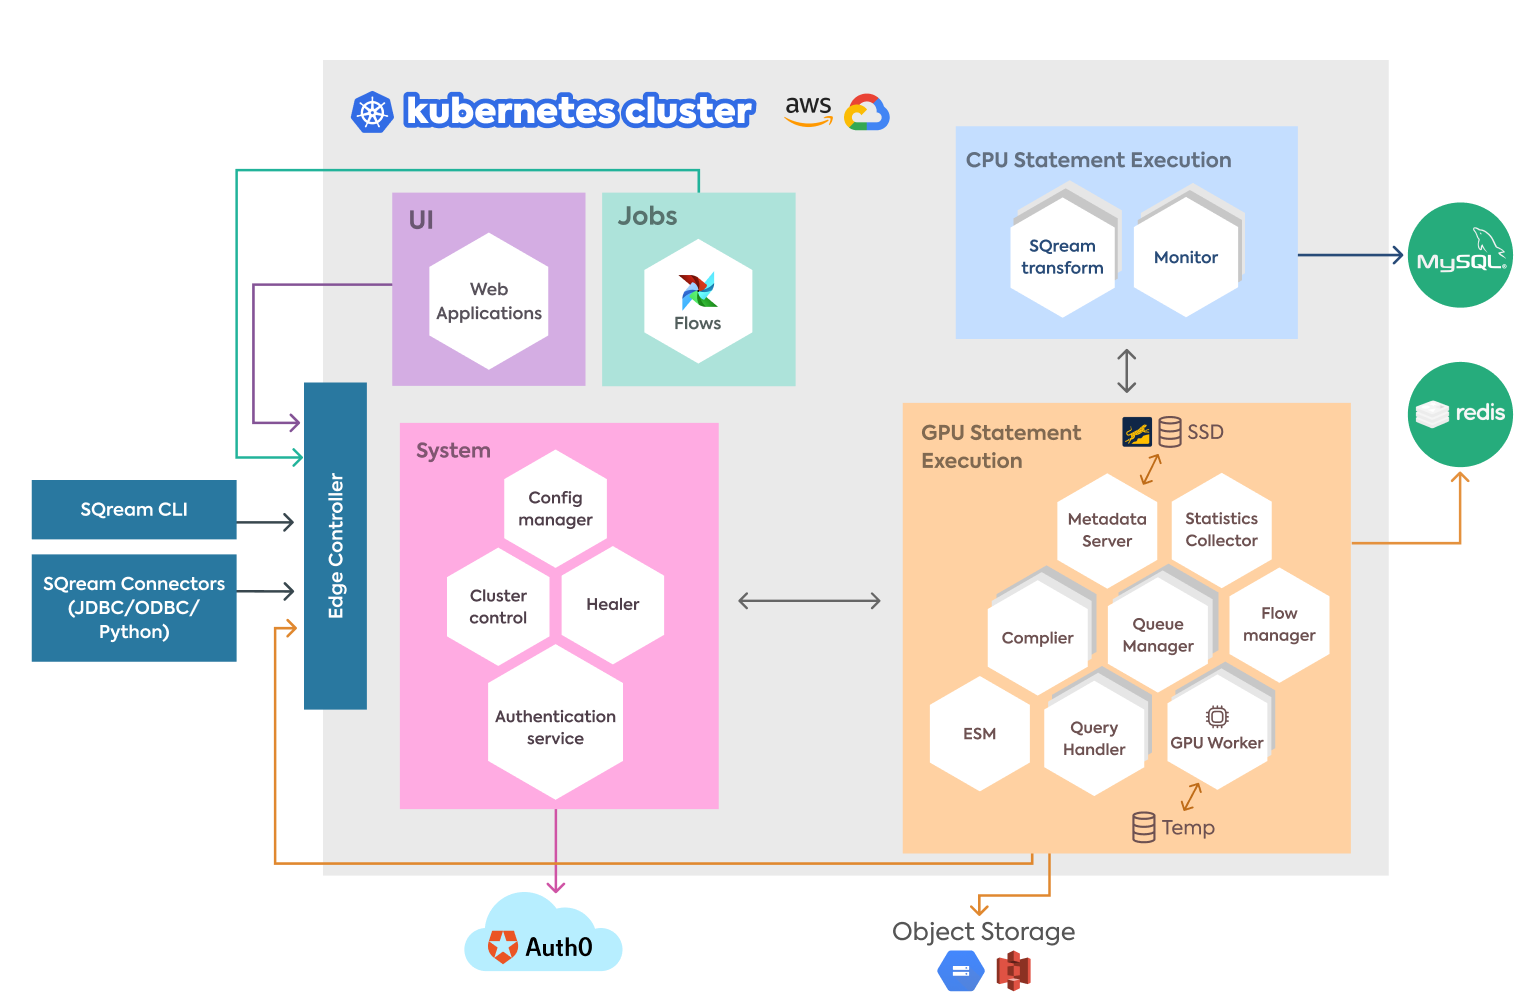 kubernetes cluster
aws
CPU Statement Execution
SQream
transform
Monitor
MySQL
UI
Web
Applications
Jobs
Flows
redis
Edge Controller
SQream CLI
SQream Connectors
(JDBC/ODBC/
Python)
System
Config
manager
Cluster
control
Healer
Authentication
service
GPU Statement
Execution
SSD
Metadata
Server
Statistics
Collector
Complier
Queue
Manager
Flow
manager
ESM
Query
Handler
GPU Worker
Temp
Auth0
Object Storage